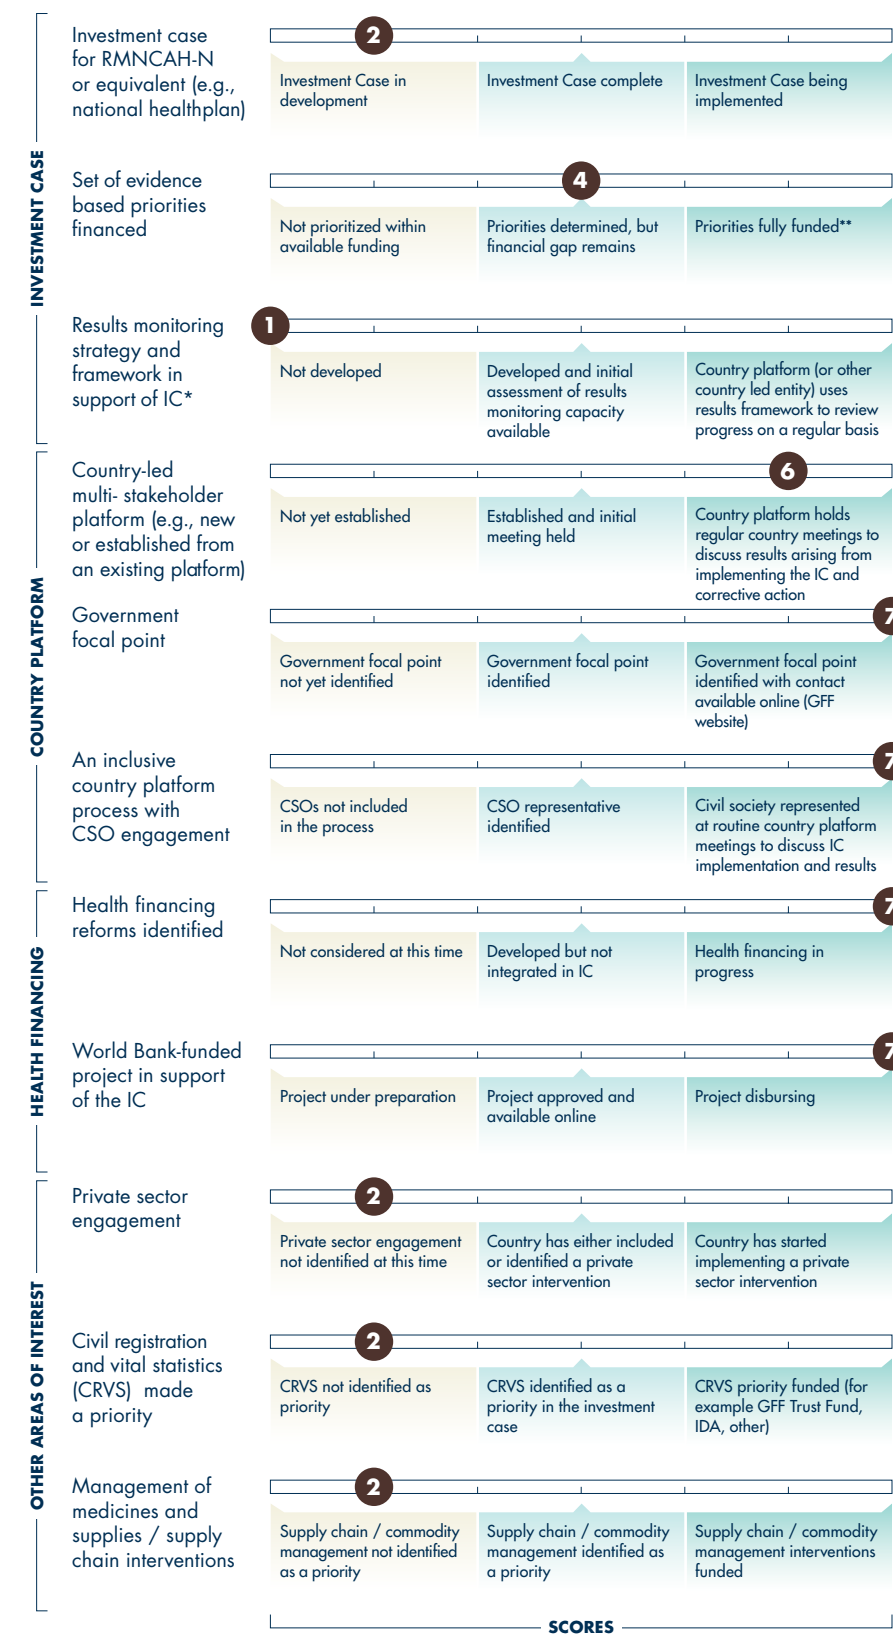 INVESTMENT CASE
Investment case
for RMNCAH-N
or equivalent (e.g.,
national healthplan)
2
Investment Case in
development
Investment Case complete
Investment Case being
implemented
Set of evidence
based priorities
financed
4
Not prioritized within
available funding
Priorities determined, but
financial gap remains
Priorities fully funded**
Results monitoring
strategy and
framework in
support of IC*
1
Not developed
Developed and initial
assessment of results
monitoring capacity
available
Country platform (or other
country led entity) uses
results framework to review
progress on a regular basis
COUNTRY PLATFORM
Country-led
multi- stakeholder
platform (e.g., new
or established from
an existing platform)
6
Not yet established
Established and initial
meeting held
Country platform holds
regular country meetings to
discuss results arising from
implementing the IC and
corrective action
Government
focal point
7
Government focal point
not yet identified
Government focal point
identified
Government focal point
identified with contact
available online (GFF
website)
An inclusive
country platform
process with
CSO engagement
7
CSOs not included
in the process
CSO representative
identified
Civil society represented
at routine country platform
meetings to discuss IC
implementation and results
HEALTH FINANCING
Health financing
reforms identified
7
Not considered at this time
Developed but not
integrated in IC
Health financing in
progress
World Bank-funded
project in support
of the IC
7
Project under preparation
Project approved and
available online
Project disbursing
OTHER AREAS OF INTEREST
Private sector
engagement
2
Private sector engagement
not identified at this time
Country has either included
or identified a private
sector intervention
Country has started
implementing a private
sector intervention
Civil registration
and vital statistics
(CRVS) made
a priority
2
CRVS not identified as
priority
CRVS identified as a
priority in the investment
case
CRVS priority funded (for
example GFF Trust Fund,
IDA, other)
Management of
medicines and
supplies / supply
chain interventions
2
Supply chain / commodity
management not identified
as a priority
Supply chain / commodity
management identified as
a priority
Supply chain / commodity
management interventions
funded
SCORES